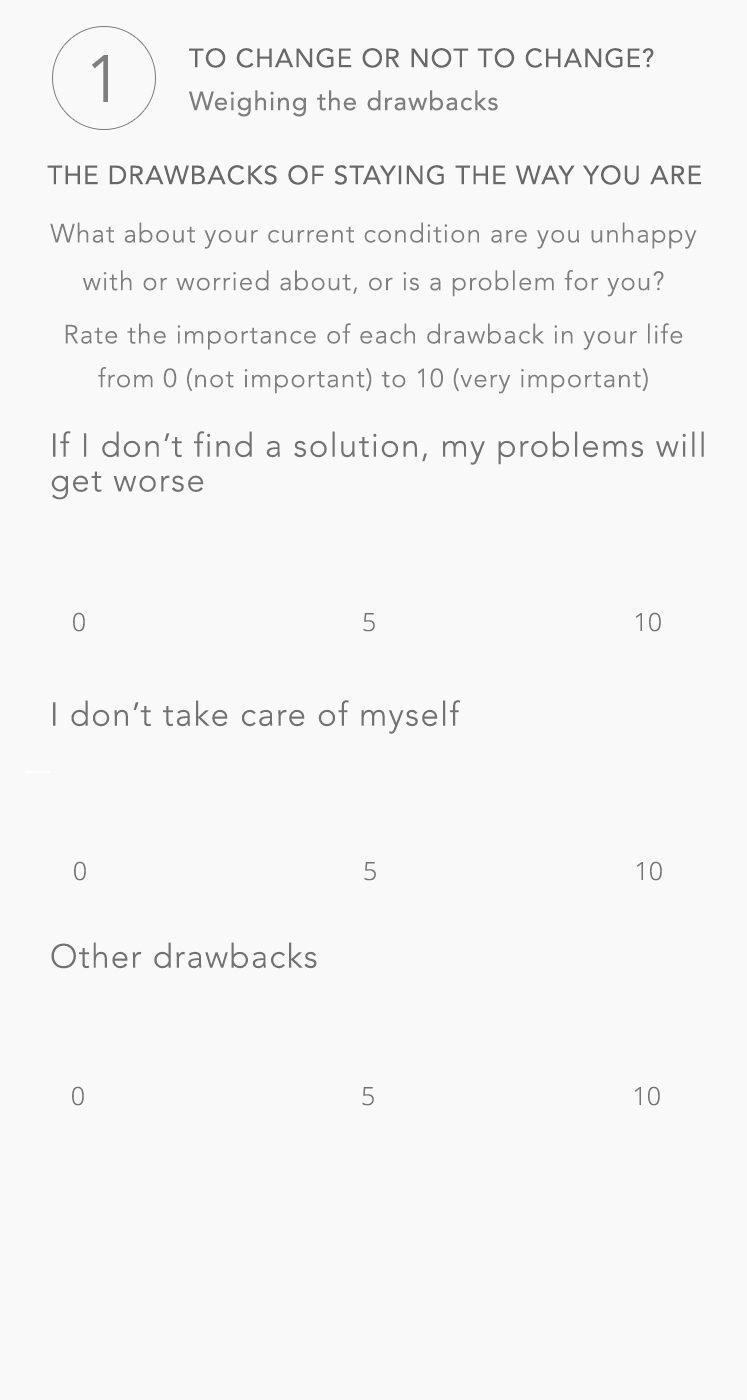 1
TO CHANGE OR NOT TO CHANGE?
Weighing the drawbacks
THE DRAWBACKS OF STAYING THE WAY YOU ARE
What about your current condition are you unhappy
with or worried about, or is a problem for you?
Rate the importance of each drawback in your life
from 0 (not important) to 10 (very important)
If I don’t find a solution, my problems will
get worse
0 5 10
I don’t take care of myself
0 5 10
Other drawbacks
0 5 10